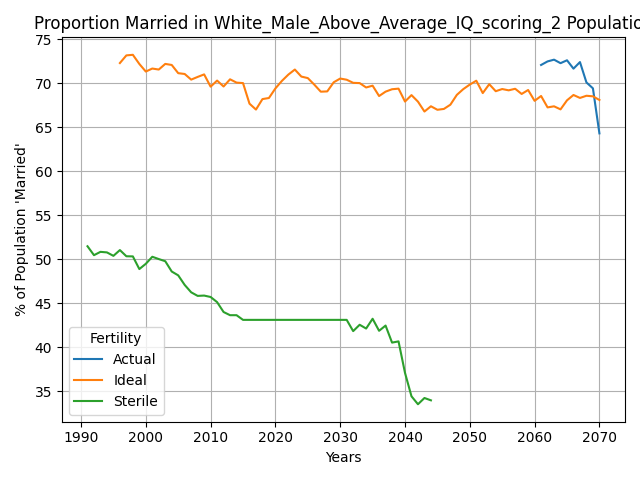 Proportion Married in White_Male_Above_Average_IQ_scoring_2 Populatio
% of Population 'Married'
75
70
65
60
55
50
45
40
35
Fertility
Actual
Ideal
Sterile
1990 2000 2010 2020 2030 2040 2050 2060 2070
Years